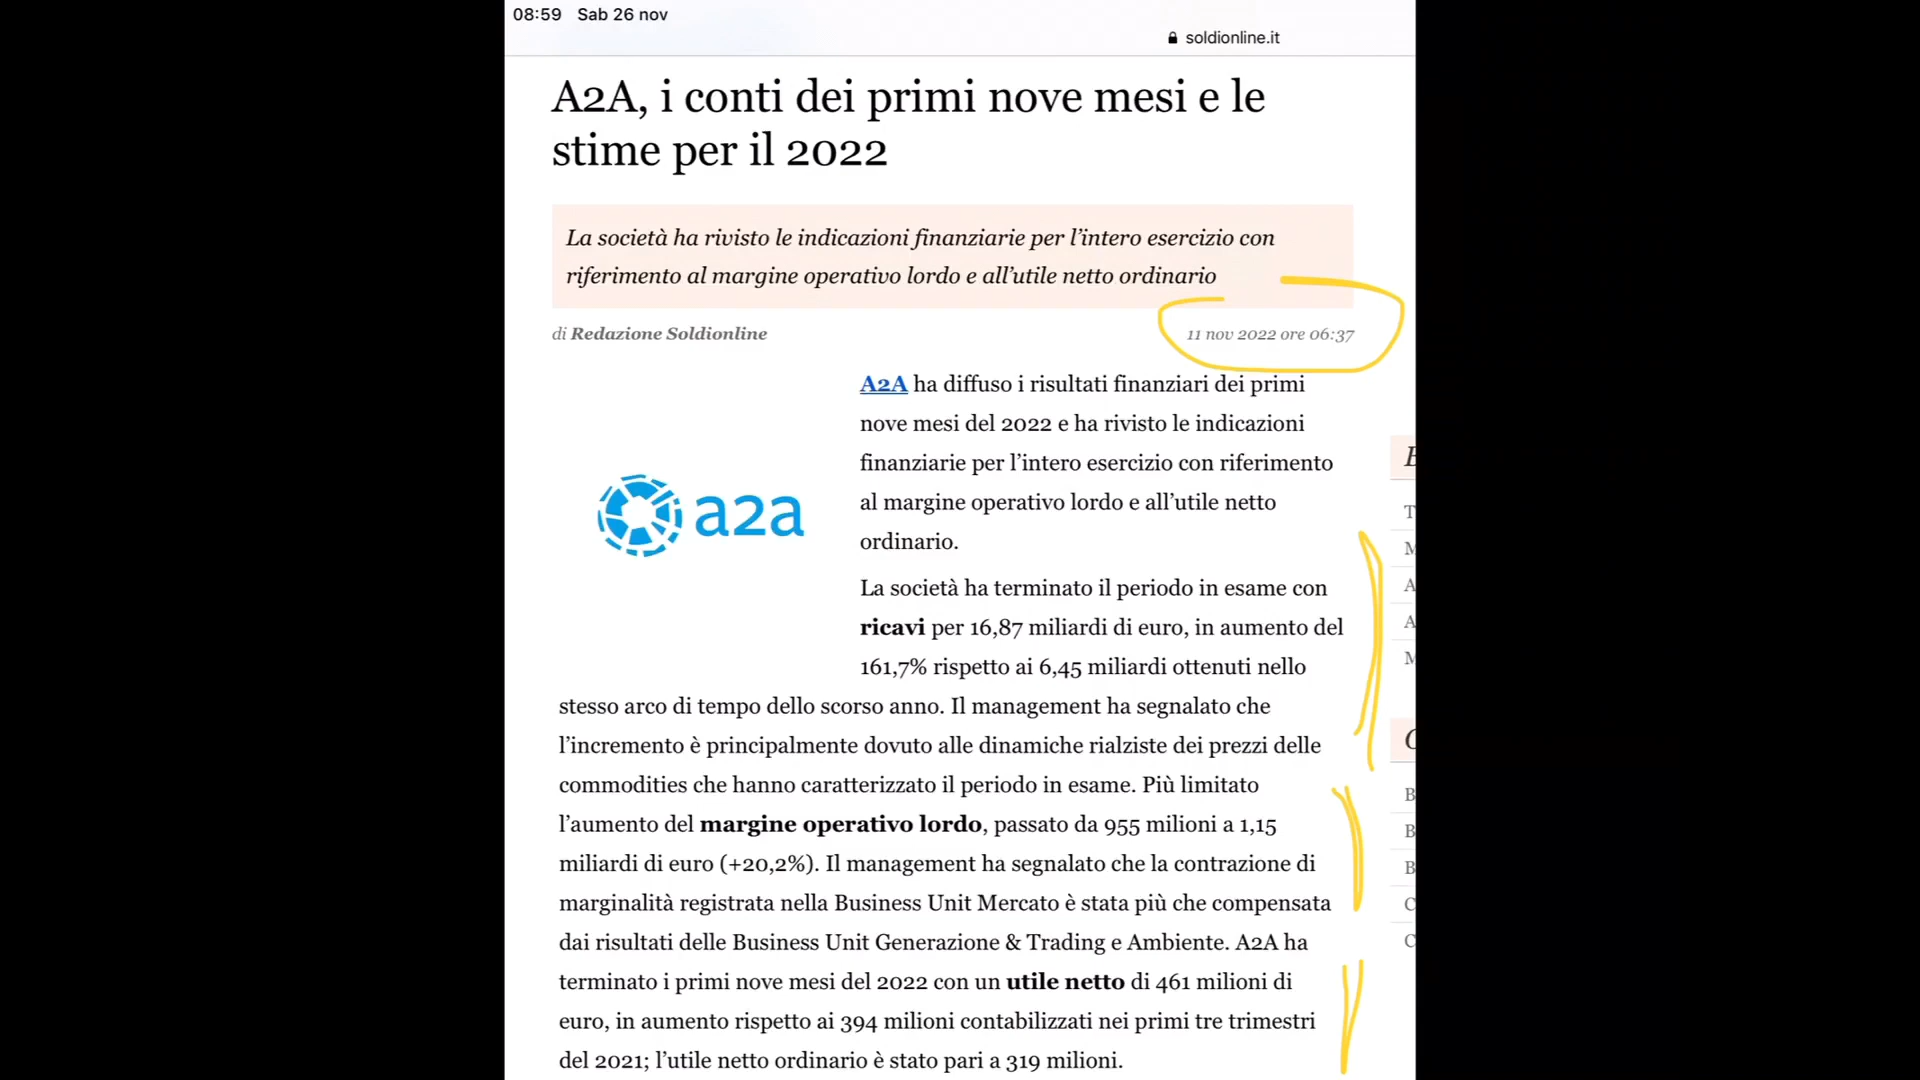 08:59 Sab 26 nov
soldionline.it
A2A, i conti dei primi nove mesi e le
stime per il 2022
La società ha rivisto le indicazioni finanziarie per l'intero esercizio con
riferimento al margine operativo lordo e all'utile netto ordinario
di Redazione Soldionline
11 nov 2022 ore 06:37
a2a
A2A ha diffuso i risultati finanziari dei primi
nove mesi del 2022 e ha rivisto le indicazioni
finanziarie per l'intero esercizio con riferimento
al margine operativo lordo e all'utile netto
ordinario.
La società ha terminato il periodo in esame con
ricavi per 16,87 miliardi di euro, in aumento del
161,7% rispetto ai 6,45 miliardi ottenuti nello
stesso arco di tempo dello scorso anno. Il management ha segnalato che
l'incremento è principalmente dovuto alle dinamiche rialziste dei prezzi delle
commodities che hanno caratterizzato il periodo in esame. Più limitato
l'aumento del margine operativo lordo, passato da 955 milioni a 1,15
miliardi di euro (+20,2%). Il management ha segnalato che la contrazione di
marginalità registrata nella Business Unit Mercato è stata più che compensata
dai risultati delle Business Unit Generazione & Trading e Ambiente. A2A ha
terminato i primi nove mesi del 2022 con un utile netto di 461 milioni di
euro, in aumento rispetto ai 394 milioni contabilizzati nei primi tre trimestri
del 2021; l'utile netto ordinario è stato pari a 319 milioni.